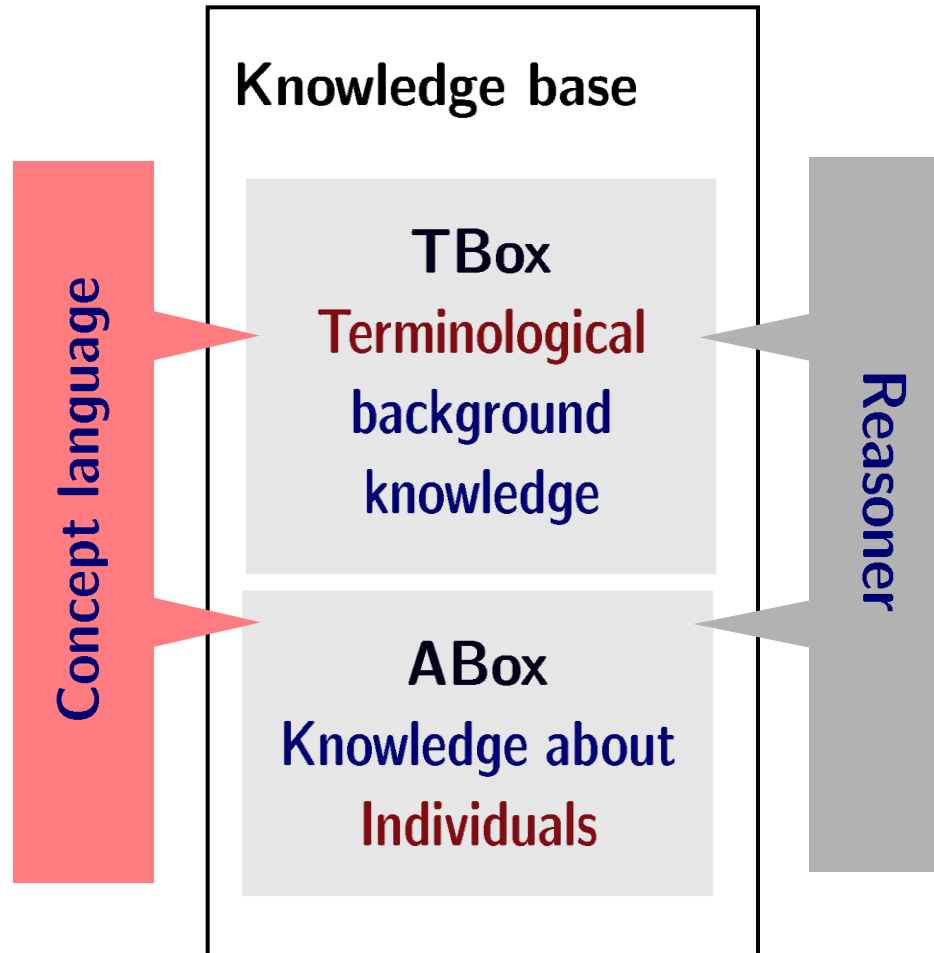 Knowledge base
Concept language
TBox
Terminological
background
knowledge
ABox
Knowledge about
Individuals
Reasoner